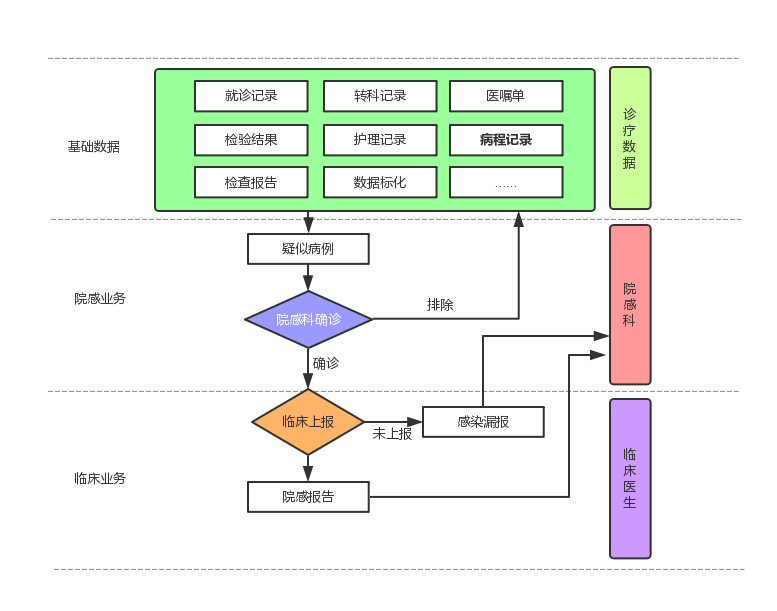 就诊记录
转科记录
医嘱单
检验结果
护理记录
病程记录
检查报告
数据标化
……
基础数据
诊疗数据
疑似病例
院感业务
院感科确诊
排除
确诊
院感科
临床上报
未上报
感染漏报
临床业务
院感报告
临床医生